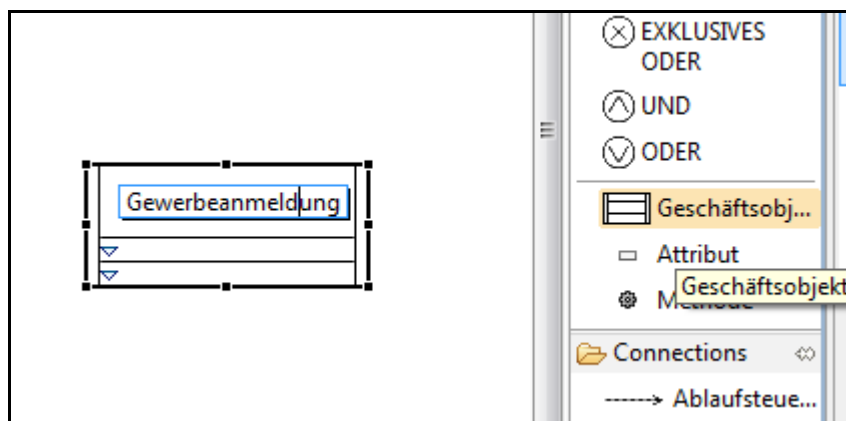 Gewerbeanmeldung
EXKLUSIVES
ODER
UND
ODER
Geschäftsobj...
Attribut
Geschäftsobjekt
Connections
Ablaufsteue...